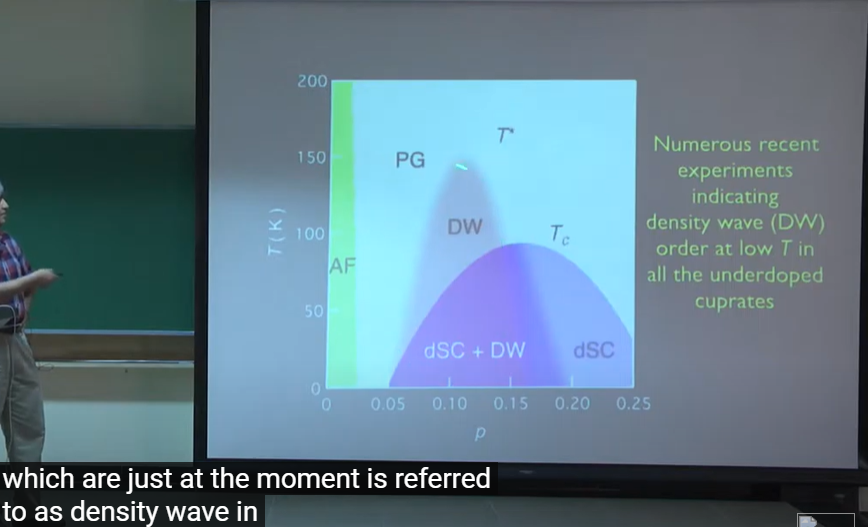 200
150
100
50
0
T(K)
AF
PG
T*
DW
Tc
dSC + DW
dSC
0 0.05 0.10 0.15 0.20 0.25
p
Numerous recent
experiments
indicating
density wave (DW)
order at low T in
all the underdoped
cuprates
which are just at the moment is referred
to as density wave in